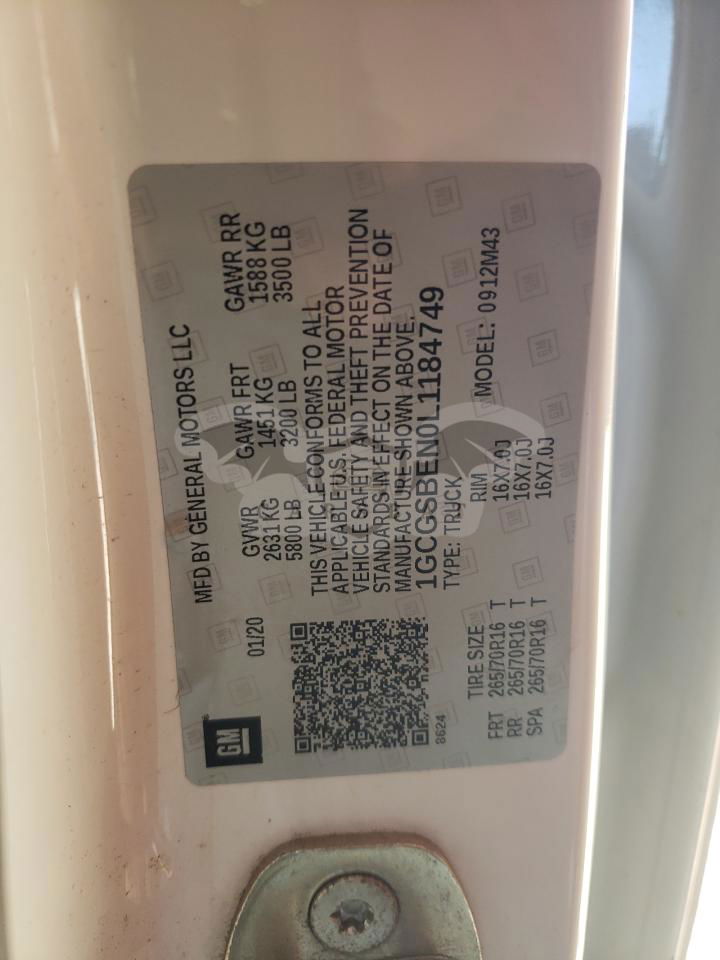 GM
MFD BY GENERAL MOTORS LLC
01/20
GVWR GAWR FRT GAWR RR
2631 KG 1451 KG 1588 KG
5800 LB 3200 LB 3500 LB
THIS VEHICLE CONFORMS TO ALL
APPLICABLE U.S. FEDERAL MOTOR
VEHICLE SAFETY AND THEFT PREVENTION
STANDARDS IN EFFECT ON THE DATE OF
MANUFACTURE SHOWN ABOVE.
1GCGSBEN0L1184749
8624
TYPE: TRUCK MODEL: 0912M43
TIRE SIZE RIM
FRT 265/70R16 T 16X7.0J
RR 265/70R16 T 16X7.0J
SPA 265/70R16 T 16X7.0J